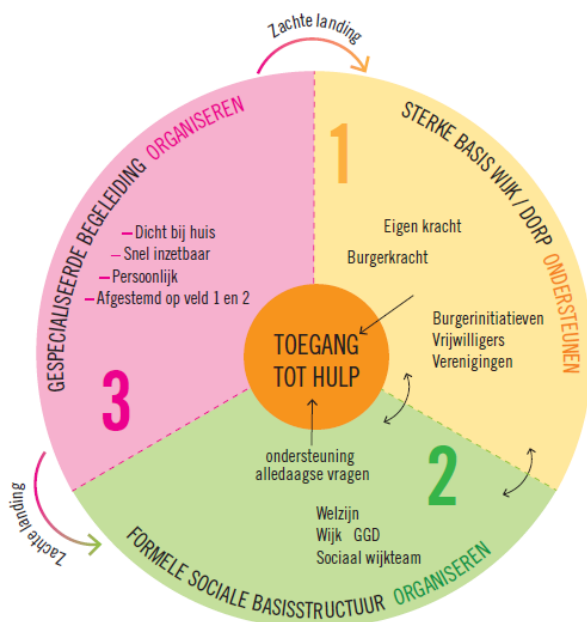 Zachte landing
1
STERKE BASIS WIJK / DORP ONDERSTEUNEN
Eigen kracht
Burgerkracht
Burgerinitiatieven
Vrijwilligers
Verenigingen
GESPECIALISEERDE BEGELEIDING ORGANISEREN
– Dicht bij huis
– Snel inzetbaar
– Persoonlijk
– Afgestemd op veld 1 en 2
3
TOEGANG
TOT HULP
ondersteuning
alledaagse vragen
2
Welzijn
Wijk GGD
Sociaal wijkteam
FORMELE SOCIALE BASISSTRUCTUUR ORGANISEREN
Zachte landing